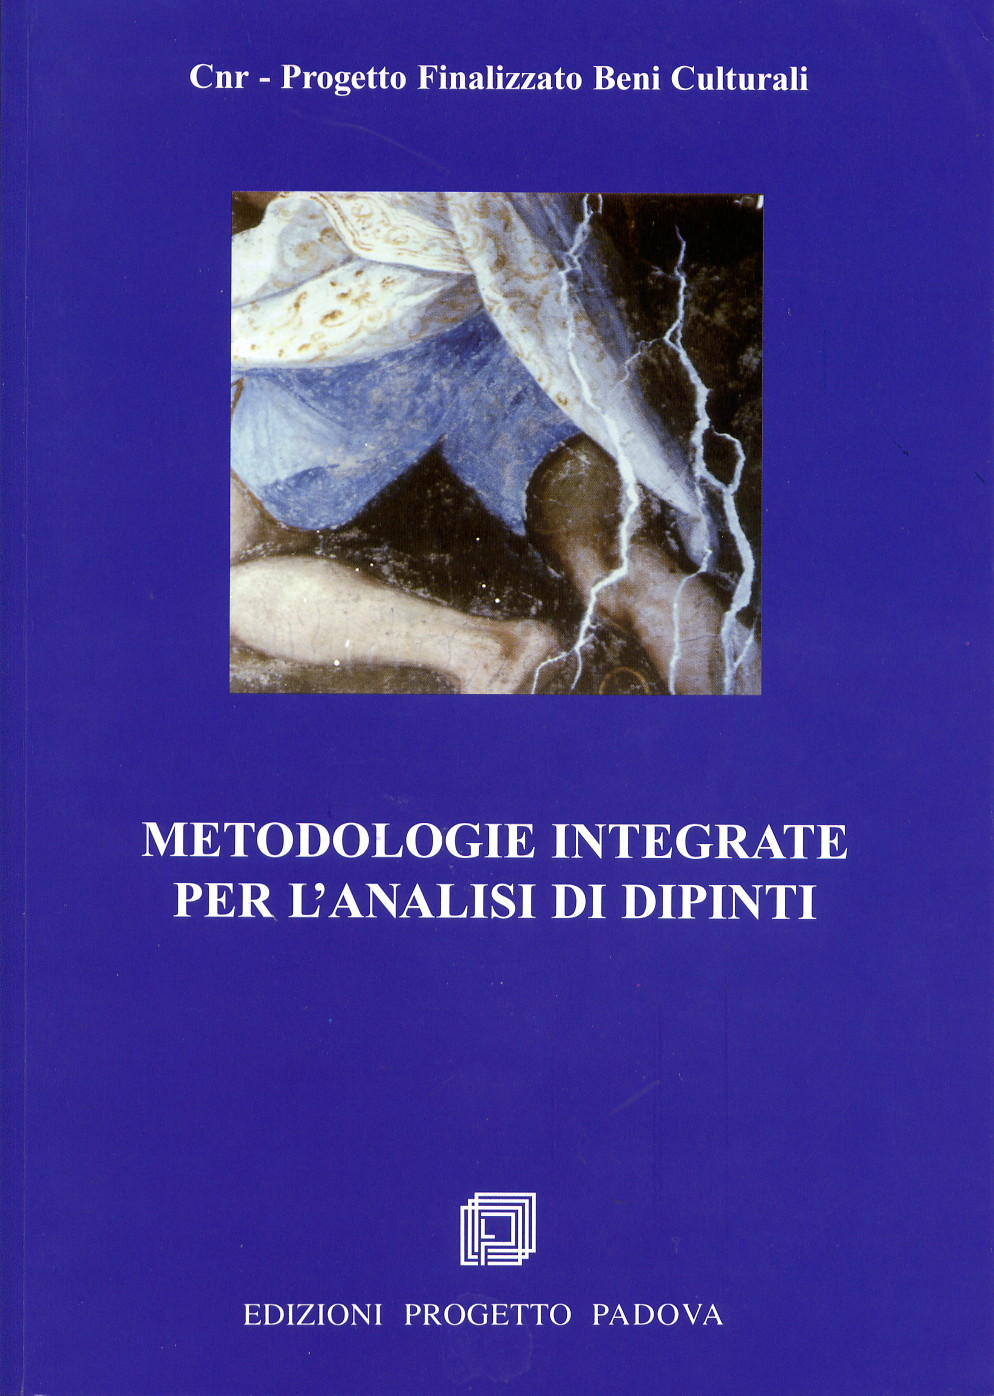 Cnr - Progetto Finalizzato Beni Culturali
METODOLOGIE INTEGRATE
PER L'ANALISI DI DIPINTI
EDIZIONI PROGETTO PADOVA